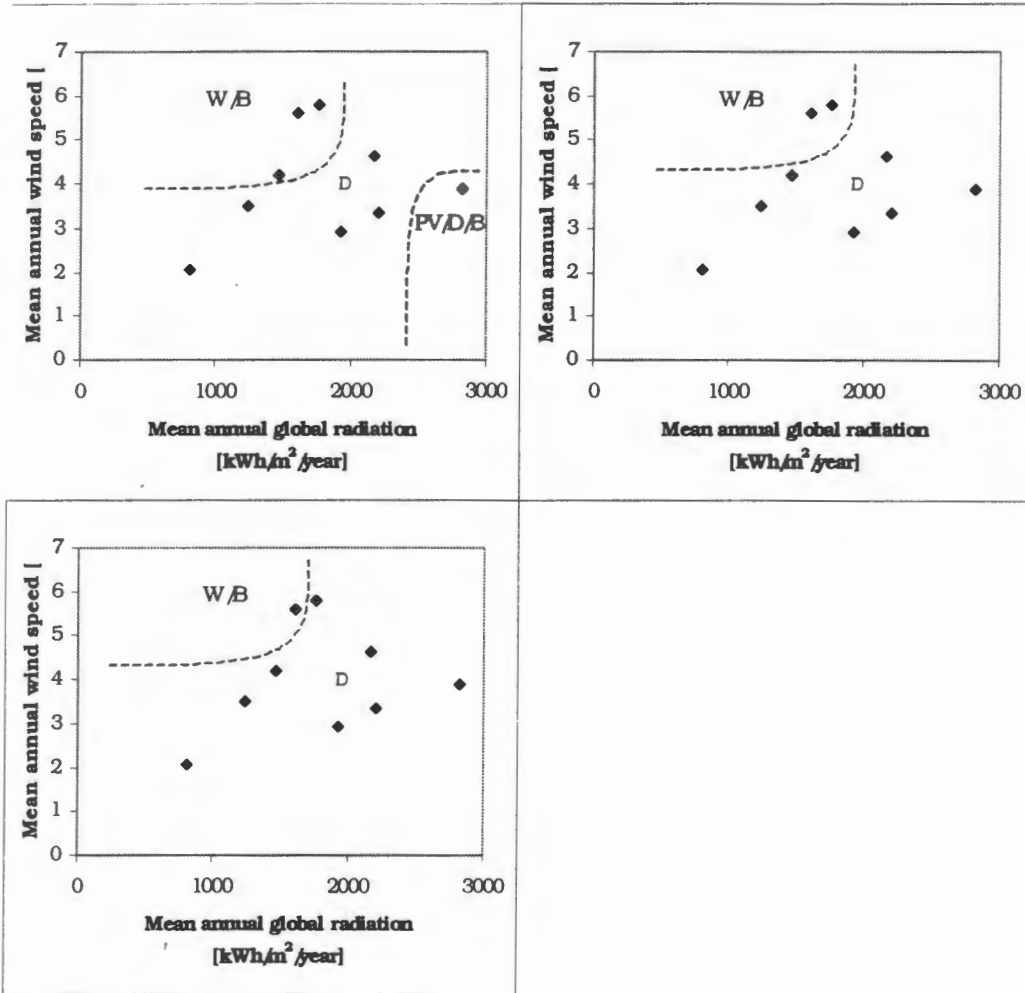 Mean annual wind speed [
7
6
5
4
3
2
1
0
W/B
D
PV/D/B
0 1000 2000 3000
Mean annual global radiation
[kWh/m²/year]
Mean annual wind speed [
7
6
5
4
3
2
1
0
W/B
D
0 1000 2000 3000
Mean annual global radiation
[kWh/m²/year]
Mean annual wind speed [
7
6
5
4
3
2
1
0
W/B
D
0 1000 2000 3000
Mean annual global radiation
[kWh/m²/year]